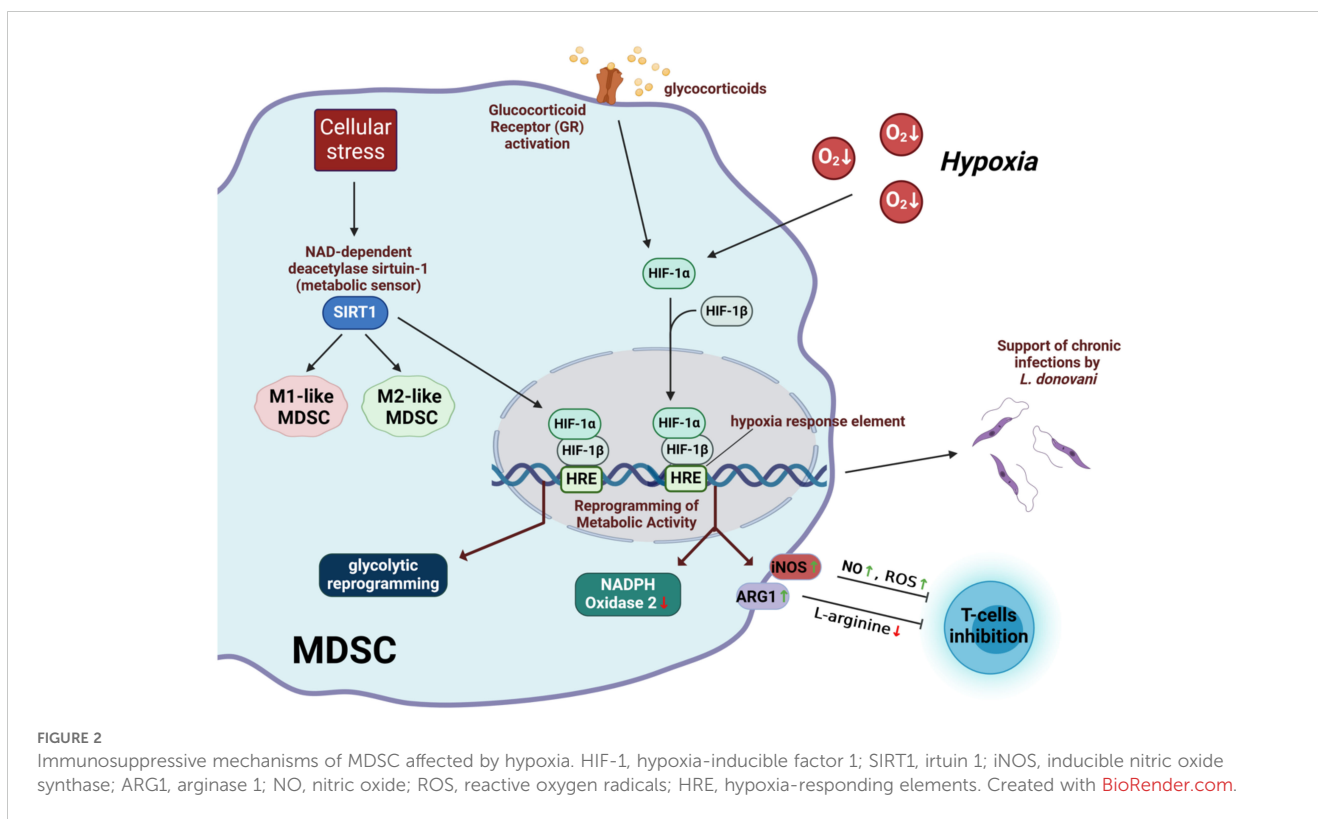 glycocorticoids
Glucocorticoid
Receptor (GR)
activation
Cellular
stress
O₂↓
O₂↓
O₂↓
Hypoxia
NAD-dependent
deacetylase sirtuin-1
(metabolic sensor)
SIRT1
HIF-1α
HIF-1β
M1-like
MDSC
M2-like
MDSC
Support of chronic
infections by
L. donovani
HIF-1α
HIF-1β
HRE
HIF-1α
HIF-1β
HRE
hypoxia response element
Reprogramming of
Metabolic Activity
glycolytic
reprogramming
NADPH
Oxidase 2↓
iNOS↑
ARG1↑
NO↑, ROS↑
L-arginine↓
T-cells
inhibition
MDSC
FIGURE 2
Immunosuppressive mechanisms of MDSC affected by hypoxia. HIF-1, hypoxia-inducible factor 1; SIRT1, irtuin 1; iNOS, inducible nitric oxide
synthase; ARG1, arginase 1; NO, nitric oxide; ROS, reactive oxygen radicals; HRE, hypoxia-responding elements. Created with BioRender.com.